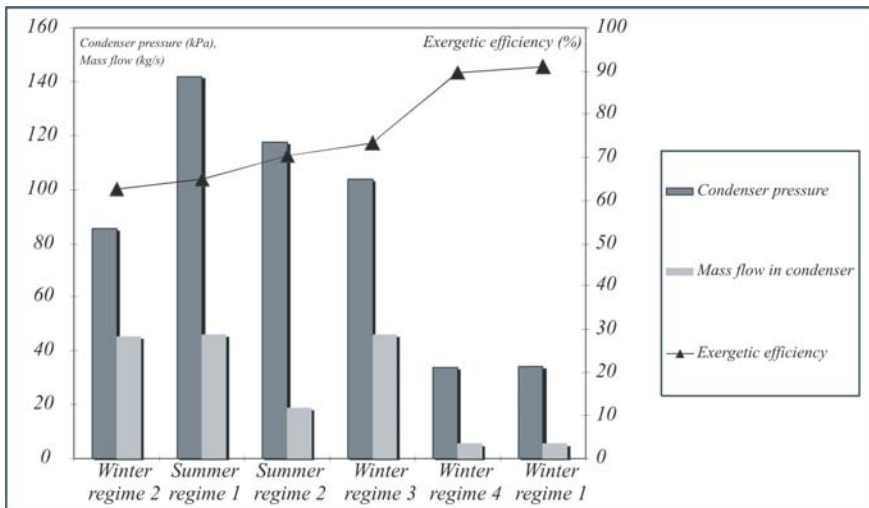 Condenser pressure (kPa),
Mass flow (kg/s)
Exergetic efficiency (%)
160
140
120
100
80
60
40
20
0
100
90
80
70
60
50
40
30
20
10
0
Winter
regime 2
Summer
regime 1
Summer
regime 2
Winter
regime 3
Winter
regime 4
Winter
regime 1
Condenser pressure
Mass flow in condenser
Exergetic efficiency